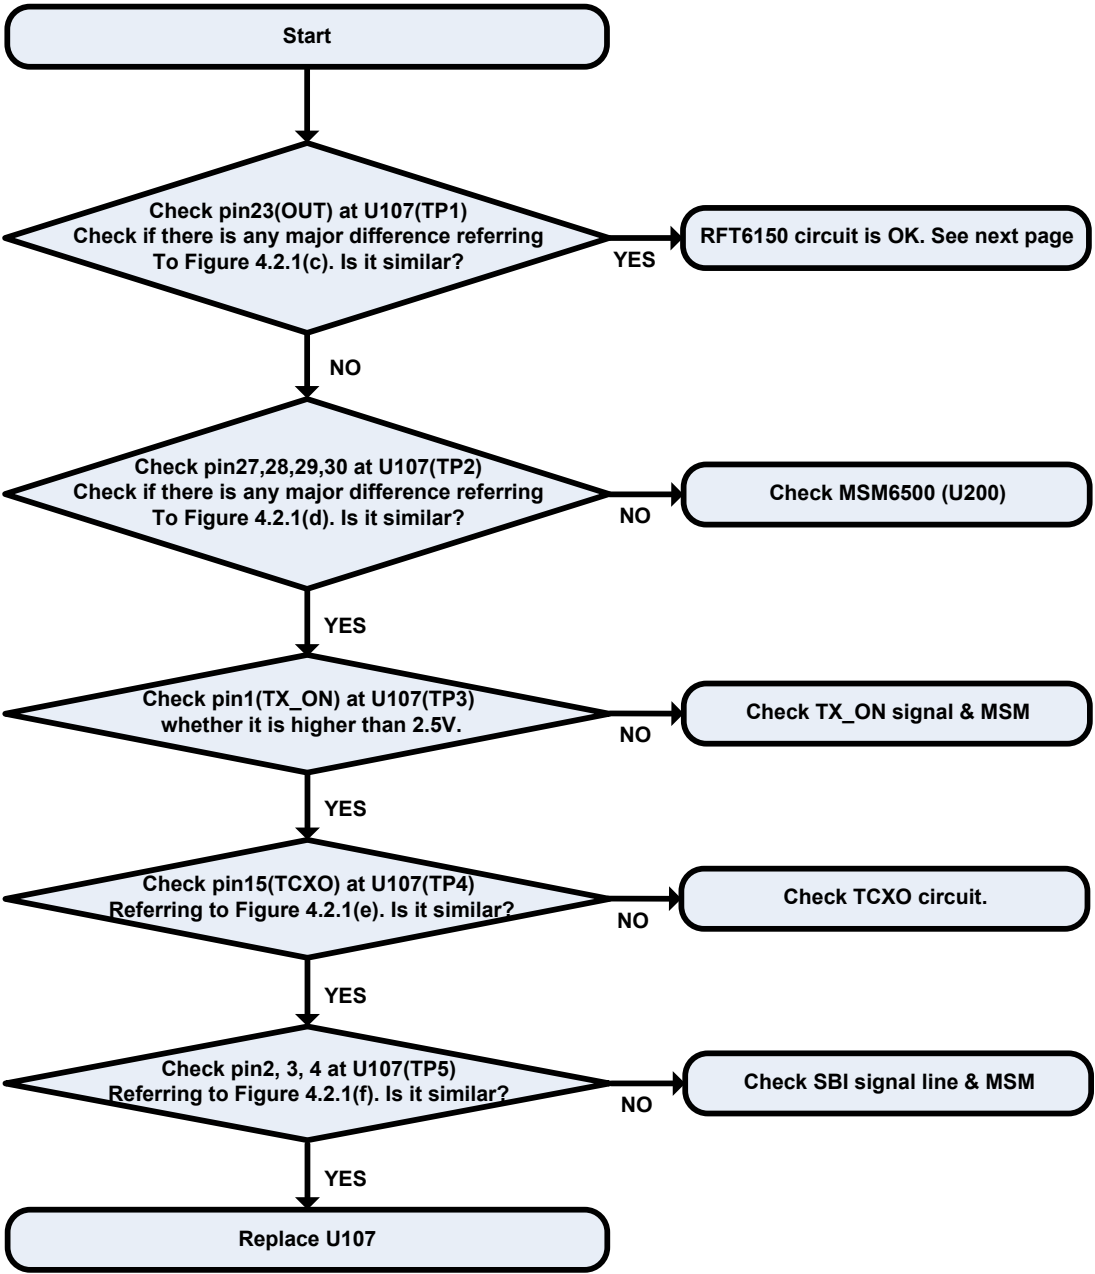 Start
Check pin23(OUT) at U107(TP1)
Check if there is any major difference referring
To Figure 4.2.1(c). Is it similar?
YES
RFT6150 circuit is OK. See next page
NO
Check pin27,28,29,30 at U107(TP2)
Check if there is any major difference referring
To Figure 4.2.1(d). Is it similar?
NO
Check MSM6500 (U200)
YES
Check pin1(TX_ON) at U107(TP3)
whether it is higher than 2.5V.
NO
Check TX_ON signal & MSM
YES
Check pin15(TCXO) at U107(TP4)
Referring to Figure 4.2.1(e). Is it similar?
NO
Check TCXO circuit.
YES
Check pin2, 3, 4 at U107(TP5)
Referring to Figure 4.2.1(f). Is it similar?
NO
Check SBI signal line & MSM
YES
Replace U107